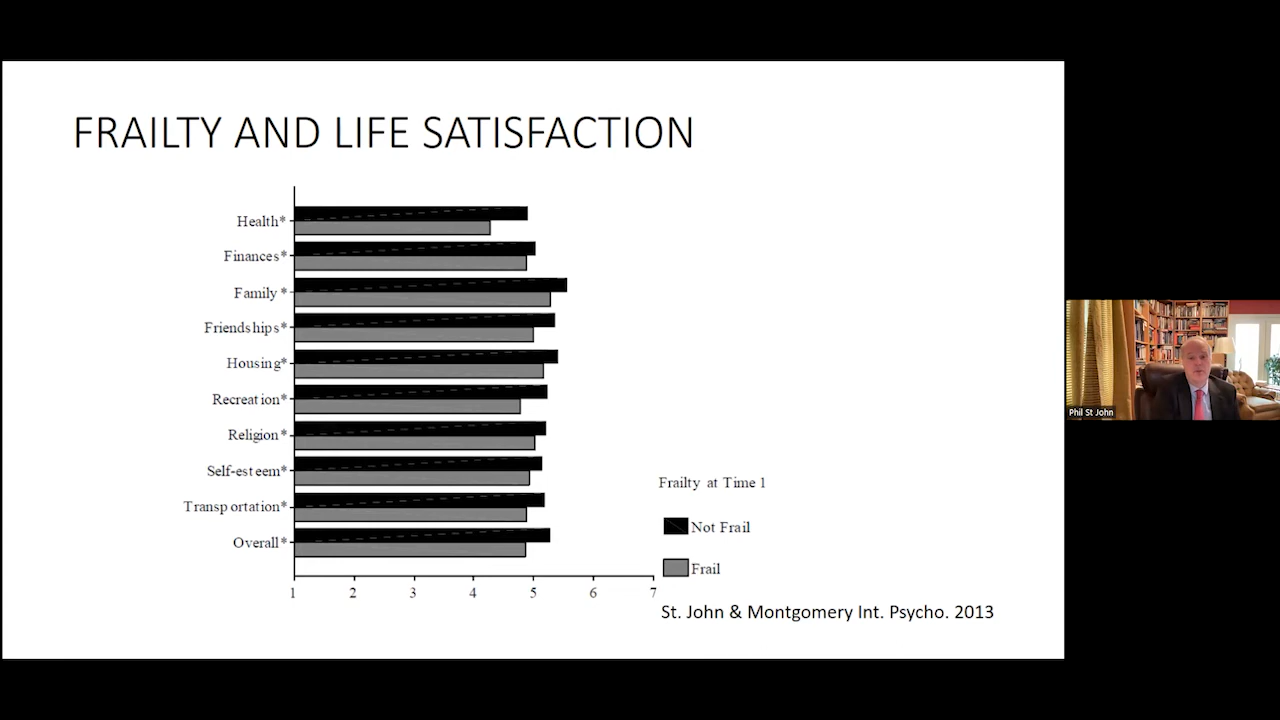 FRAILTY AND LIFE SATISFACTION
Health*
Finances*
Family *
Friendships*
Housing*
Recreation*
Religion*
Self-esteem*
Transportation*
Overall*
1 2 3 4 5 6 7
Frailty at Time 1
Not Frail
Frail
St. John & Montgomery Int. Psycho. 2013
Phil St John